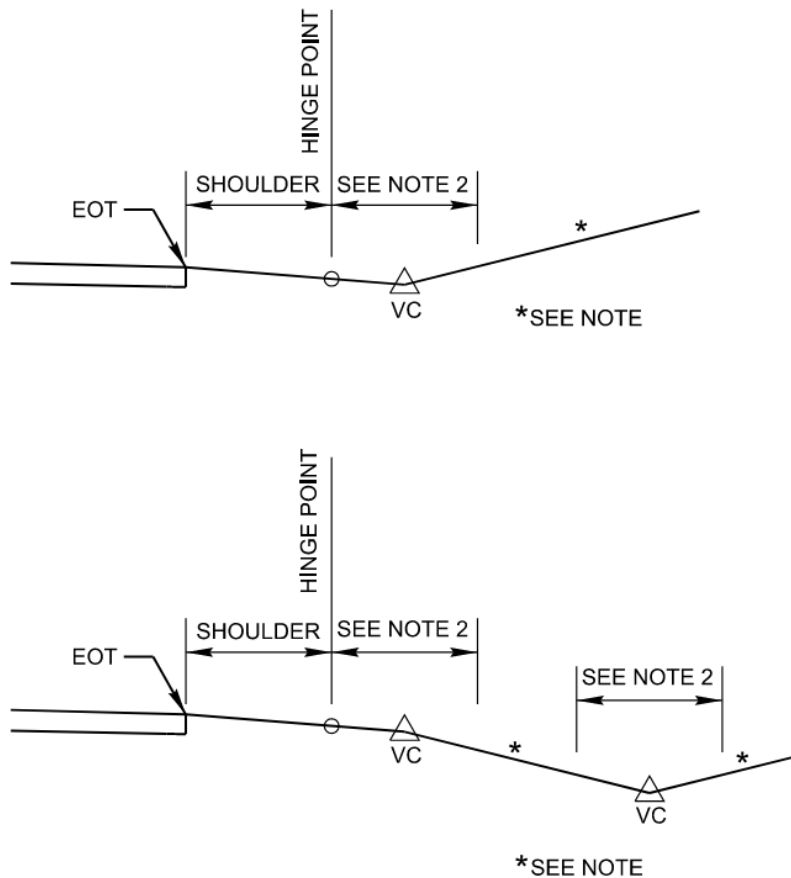 HINGE POINT
SHOULDER
SEE NOTE 2
EOT
*
VC
*SEE NOTE
HINGE POINT
SHOULDER
SEE NOTE 2
EOT
SEE NOTE 2
*
*
VC
VC
*SEE NOTE